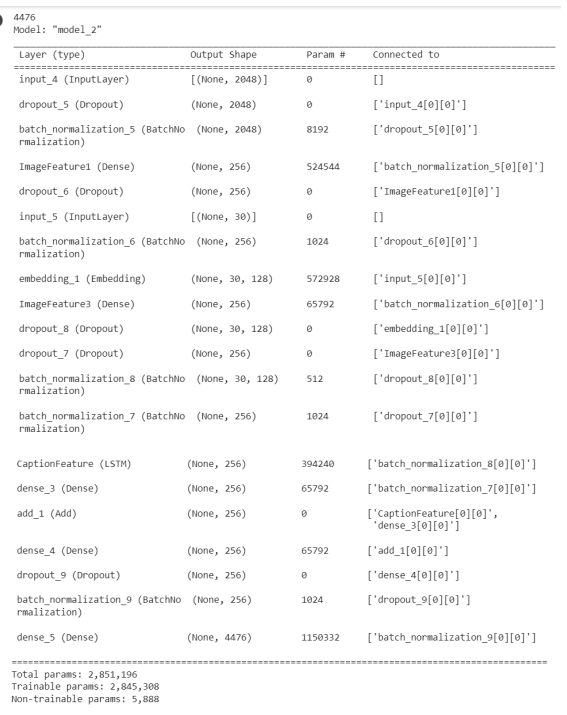 4476
Model: "model_2"
Layer (type) Output Shape Param # Connected to
input_4 (InputLayer) [(None, 2048)] 0 []
dropout_5 (Dropout) (None, 2048) 0 ['input_4[0][0]']
batch_normalization_5 (BatchNo (None, 2048) 8192 ['dropout_5[0][0]']
rmalization)
ImageFeature1 (Dense) (None, 256) 524544 ['batch_normalization_5[0][0]']
dropout_6 (Dropout) (None, 256) 0 ['ImageFeature1[0][0]']
input_5 (InputLayer) [(None, 30)] 0 []
batch_normalization_6 (BatchNo (None, 256) 1024 ['dropout_6[0][0]']
rmalization)
embedding_1 (Embedding) (None, 30, 128) 572928 ['input_5[0][0]']
ImageFeature3 (Dense) (None, 256) 65792 ['batch_normalization_6[0][0]']
dropout_8 (Dropout) (None, 30, 128) 0 ['embedding_1[0][0]']
dropout_7 (Dropout) (None, 256) 0 ['ImageFeature3[0][0]']
batch_normalization_8 (BatchNo (None, 30, 128) 512 ['dropout_8[0][0]']
rmalization)
batch_normalization_7 (BatchNo (None, 256) 1024 ['dropout_7[0][0]']
rmalization)
CaptionFeature (LSTM) (None, 256) 394240 ['batch_normalization_8[0][0]']
dense_3 (Dense) (None, 256) 65792 ['batch_normalization_7[0][0]']
add_1 (Add) (None, 256) 0 ['CaptionFeature[0][0]',
'dense_3[0][0]']
dense_4 (Dense) (None, 256) 65792 ['add_1[0][0]']
dropout_9 (Dropout) (None, 256) 0 ['dense_4[0][0]']
batch_normalization_9 (BatchNo (None, 256) 1024 ['dropout_9[0][0]']
rmalization)
dense_5 (Dense) (None, 4476) 1150332 ['batch_normalization_9[0][0]']
Total params: 2,851,196
Trainable params: 2,845,308
Non-trainable params: 5,888